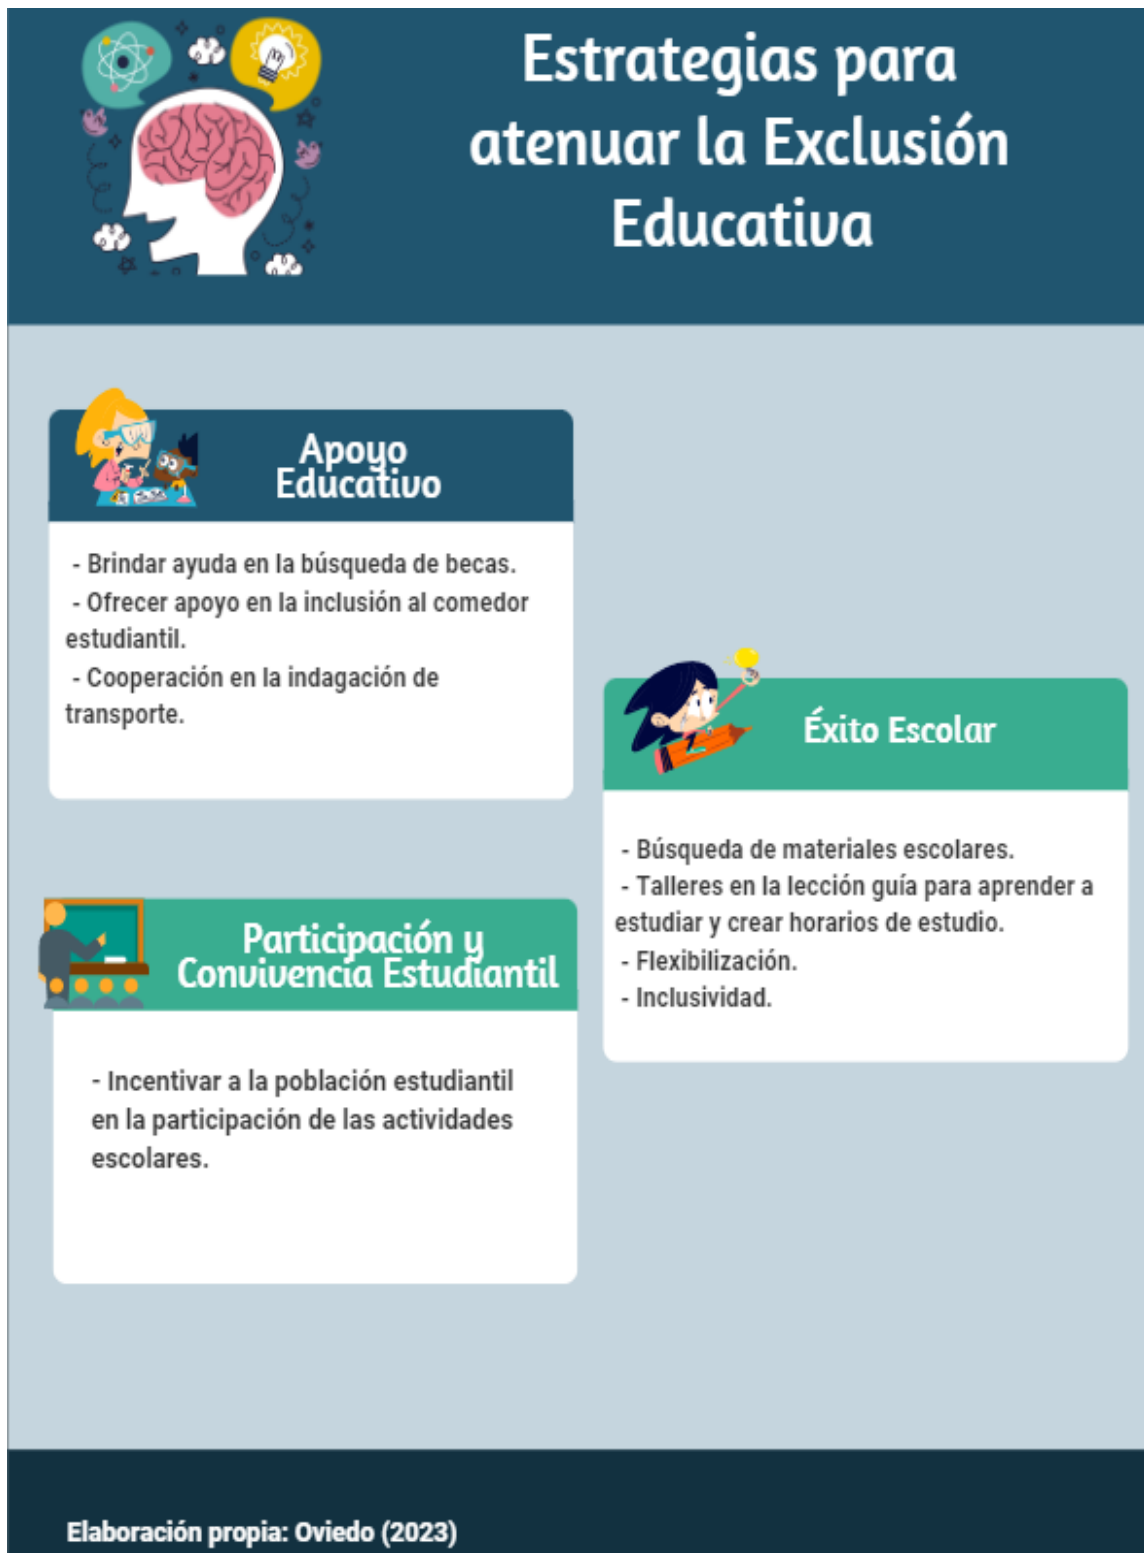 Estrategias para
atenuar la Exclusión
Educativa
Apoyo
Educativo
- Brindar ayuda en la búsqueda de becas.
- Ofrecer apoyo en la inclusión al comedor
estudiantil.
- Cooperación en la indagación de
transporte.
Éxito Escolar
- Búsqueda de materiales escolares.
- Talleres en la lección guía para aprender a
estudiar y crear horarios de estudio.
- Flexibilización.
- Inclusividad.
Participación y
Convivencia Estudiantil
- Incentivar a la población estudiantil
en la participación de las actividades
escolares.
Elaboración propia: Oviedo (2023)